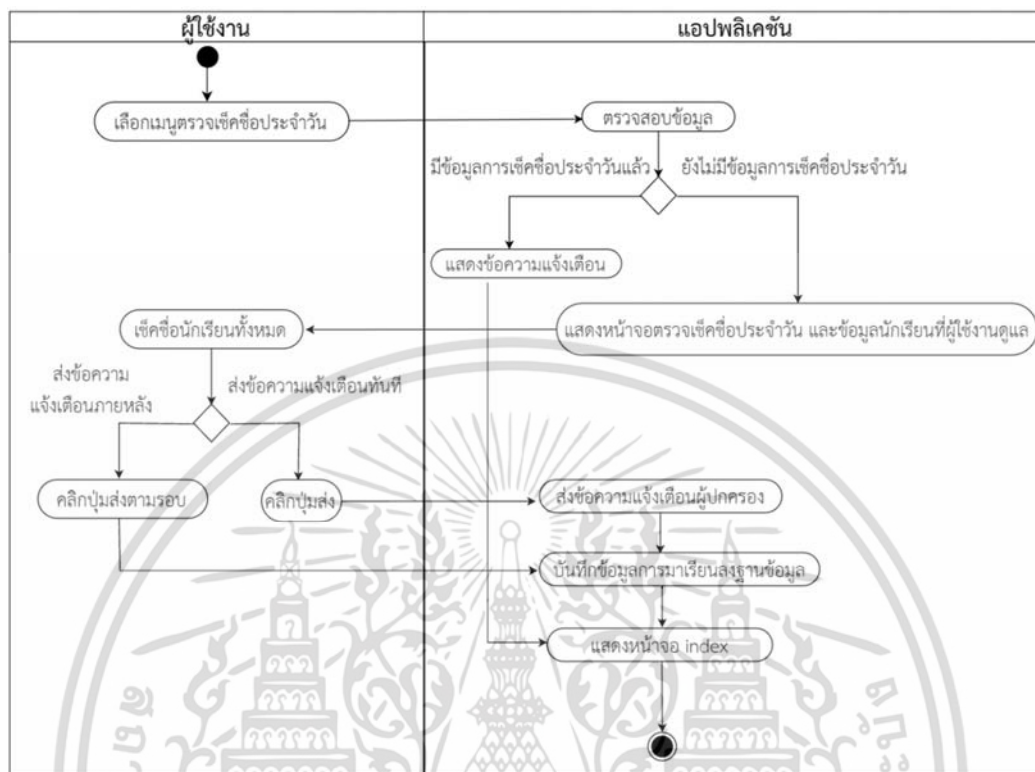 ผู้ใช้งาน
แอปพลิเคชัน
เลือกเมนูตรวจเช็คชื่อประจำวัน
ตรวจสอบข้อมูล
มีข้อมูลการเช็คชื่อประจำวันแล้ว
ยังไม่มีข้อมูลการเช็คชื่อประจำวัน
แสดงข้อความแจ้งเตือน
เช็คชื่อนักเรียนทั้งหมด
แสดงหน้าจอตรวจเช็คชื่อประจำวัน และข้อมูลนักเรียนที่ผู้ใช้งานดูแล
ส่งข้อความ
แจ้งเตือนภายหลัง
ส่งข้อความแจ้งเตือนทันที
คลิกปุ่มส่งตามรอบ
คลิกปุ่มส่ง
ส่งข้อความแจ้งเตือนผู้ปกครอง
บันทึกข้อมูลการมาเรียนลงฐานข้อมูล
แสดงหน้าจอ index